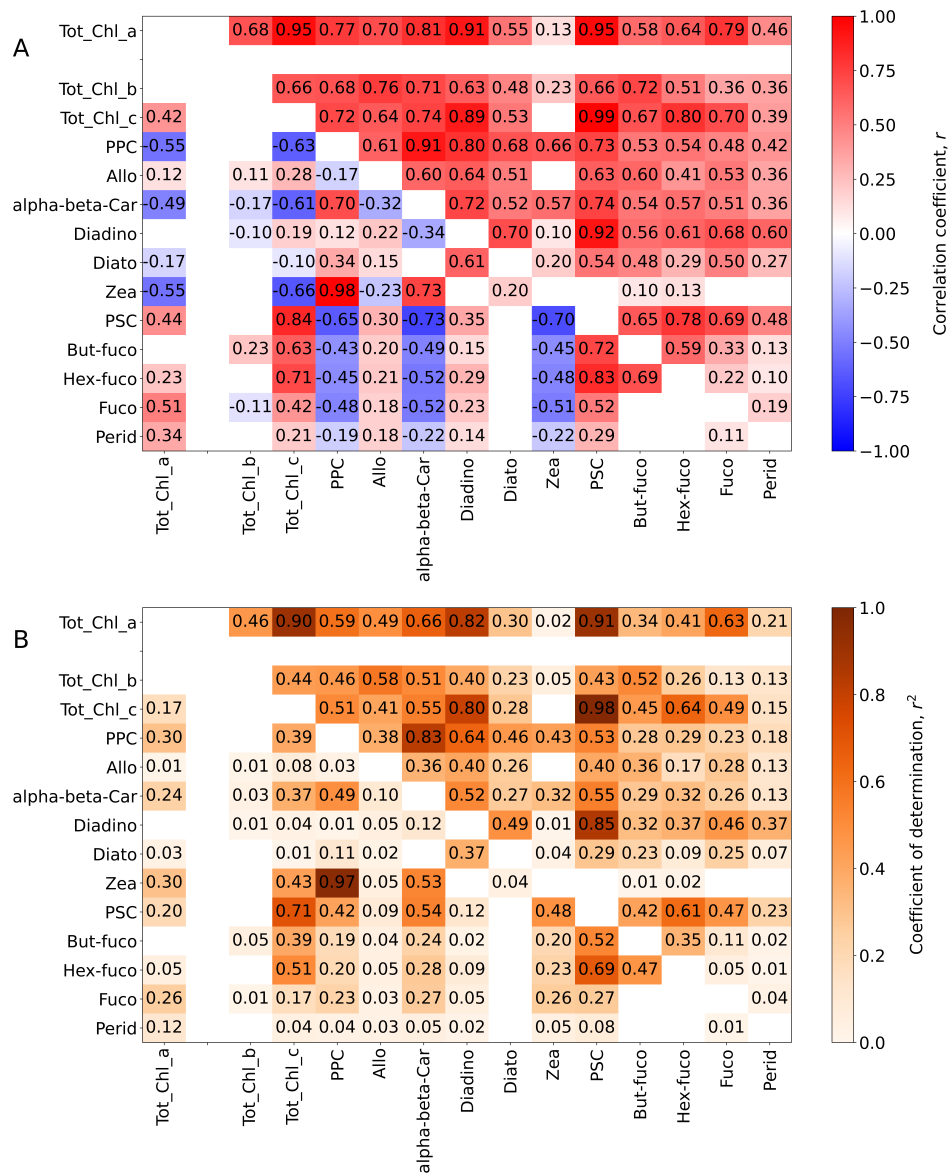 A
Tot_Chl_a 0.68 0.95 0.77 0.70 0.81 0.91 0.55 0.13 0.95 0.58 0.64 0.79 0.46
Tot_Chl_b 0.66 0.68 0.76 0.71 0.63 0.48 0.23 0.66 0.72 0.51 0.36 0.36
Tot_Chl_c 0.42 0.72 0.64 0.74 0.89 0.53 0.99 0.67 0.80 0.70 0.39
PPC -0.55 -0.63 0.61 0.91 0.80 0.68 0.66 0.73 0.53 0.54 0.48 0.42
Allo 0.12 0.11 0.28 -0.17 0.60 0.64 0.51 0.63 0.60 0.41 0.53 0.36
alpha-beta-Car -0.49 -0.17 -0.61 0.70 -0.32 0.72 0.52 0.57 0.74 0.54 0.57 0.51 0.36
Diadino -0.10 0.19 0.12 0.22 -0.34 0.70 0.10 0.92 0.56 0.61 0.68 0.60
Diato -0.17 -0.10 0.34 0.15 0.61 0.20 0.54 0.48 0.29 0.50 0.27
Zea -0.55 -0.66 0.98 -0.23 0.73 0.20 0.10 0.13
PSC 0.44 0.84 -0.65 0.30 -0.73 0.35 -0.70 0.65 0.78 0.69 0.48
But-fuco 0.23 0.63 -0.43 0.20 -0.49 0.15 -0.45 0.72 0.59 0.33 0.13
Hex-fuco 0.23 0.71 -0.45 0.21 -0.52 0.29 -0.48 0.83 0.69 0.22 0.10
Fuco 0.51 -0.11 0.42 -0.48 0.18 -0.52 0.23 -0.51 0.52 0.19
Perid 0.34 0.21 -0.19 0.18 -0.22 0.14 -0.22 0.29 0.11
Tot_Chl_a Tot_Chl_b Tot_Chl_c PPC Allo alpha-beta-Car Diadino Diato Zea PSC But-fuco Hex-fuco Fuco Perid
1.00
0.75
0.50
0.25
0.00
−0.25
−0.50
−0.75
−1.00
Correlation coefficient, r
B
Tot_Chl_a 0.46 0.90 0.59 0.49 0.66 0.82 0.30 0.02 0.91 0.34 0.41 0.63 0.21
Tot_Chl_b 0.44 0.46 0.58 0.51 0.40 0.23 0.05 0.43 0.52 0.26 0.13 0.13
Tot_Chl_c 0.17 0.51 0.41 0.55 0.80 0.28 0.98 0.45 0.64 0.49 0.15
PPC 0.30 0.39 0.38 0.83 0.64 0.46 0.43 0.53 0.28 0.29 0.23 0.18
Allo 0.01 0.01 0.08 0.03 0.36 0.40 0.26 0.40 0.36 0.17 0.28 0.13
alpha-beta-Car 0.24 0.03 0.37 0.49 0.10 0.52 0.27 0.32 0.55 0.29 0.32 0.26 0.13
Diadino 0.01 0.04 0.01 0.05 0.12 0.49 0.01 0.85 0.32 0.37 0.46 0.37
Diato 0.03 0.01 0.11 0.02 0.37 0.04 0.29 0.23 0.09 0.25 0.07
Zea 0.30 0.43 0.97 0.05 0.53 0.04 0.01 0.02
PSC 0.20 0.71 0.42 0.09 0.54 0.12 0.48 0.42 0.61 0.47 0.23
But-fuco 0.05 0.39 0.19 0.04 0.24 0.02 0.20 0.52 0.35 0.11 0.02
Hex-fuco 0.05 0.51 0.20 0.05 0.28 0.09 0.23 0.69 0.47 0.05 0.01
Fuco 0.26 0.01 0.17 0.23 0.03 0.27 0.05 0.26 0.27 0.04
Perid 0.12 0.04 0.04 0.03 0.05 0.02 0.05 0.08 0.01
Tot_Chl_a Tot_Chl_b Tot_Chl_c PPC Allo alpha-beta-Car Diadino Diato Zea PSC But-fuco Hex-fuco Fuco Perid
1.0
0.8
0.6
0.4
0.2
0.0
Coefficient of determination, r²